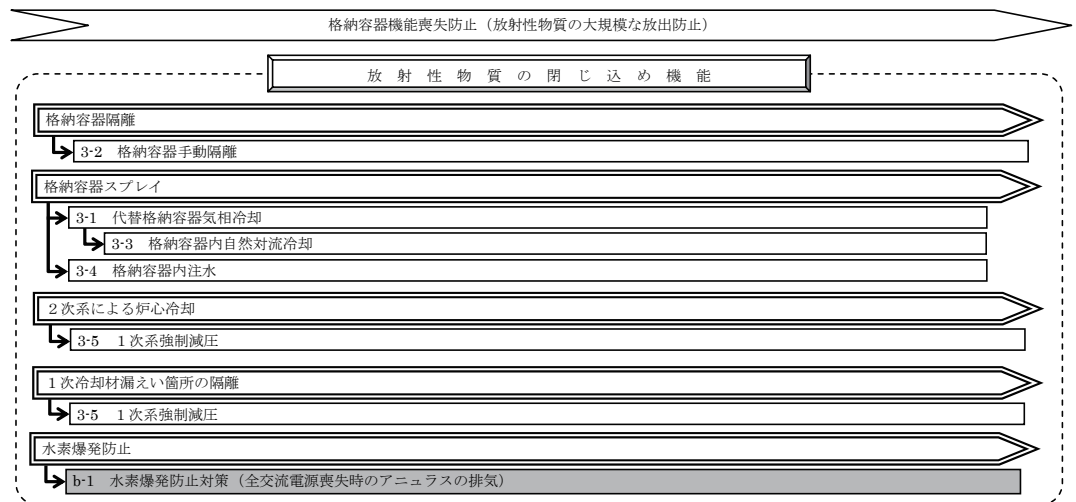 格納容器機能喪失防止（放射性物質の大規模な放出防止）
放射性物質の閉じ込め機能
格納容器隔離
3-2　格納容器手動隔離
格納容器スプレイ
3-1　代替格納容器気相冷却
3-3　格納容器内自然対流冷却
3-4　格納容器内注水
２次系による炉心冷却
3-5　１次系強制減圧
１次冷却材漏えい箇所の隔離
3-5　１次系強制減圧
水素爆発防止
b-1　水素爆発防止対策（全交流電源喪失時のアニュラスの排気）